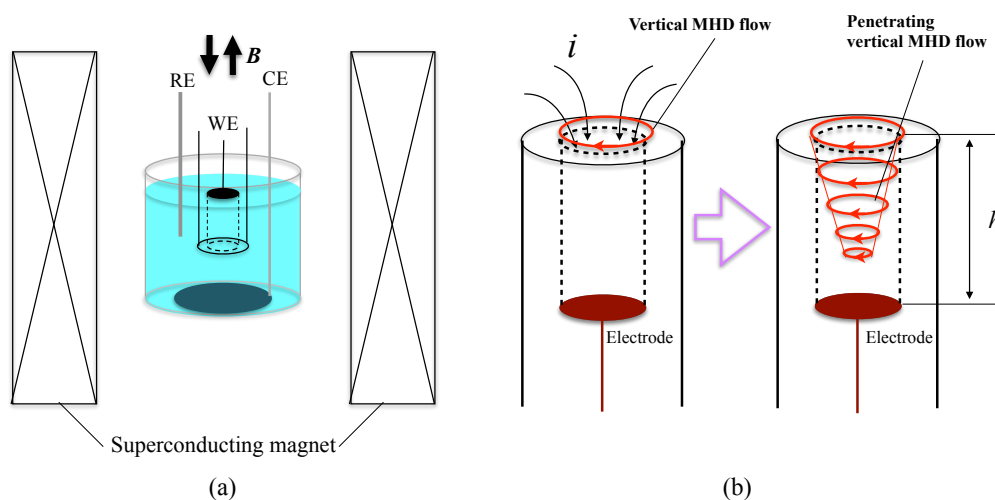 B
RE
CE
WE
Superconducting magnet
(a)
Vertical MHD flow
i
Electrode
Penetrating
vertical MHD flow
h
Electrode
(b)